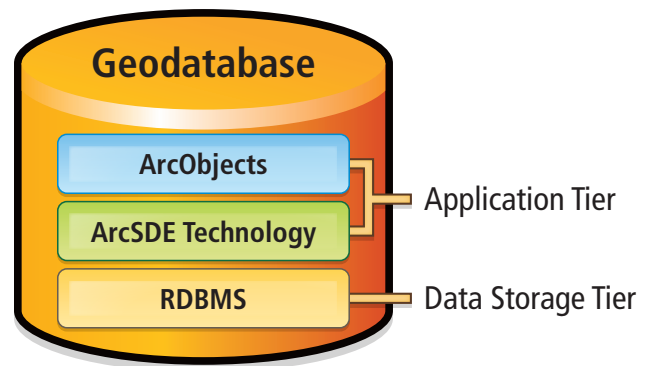 Geodatabase
ArcObjects
Application Tier
ArcSDE Technology
RDBMS
Data Storage Tier